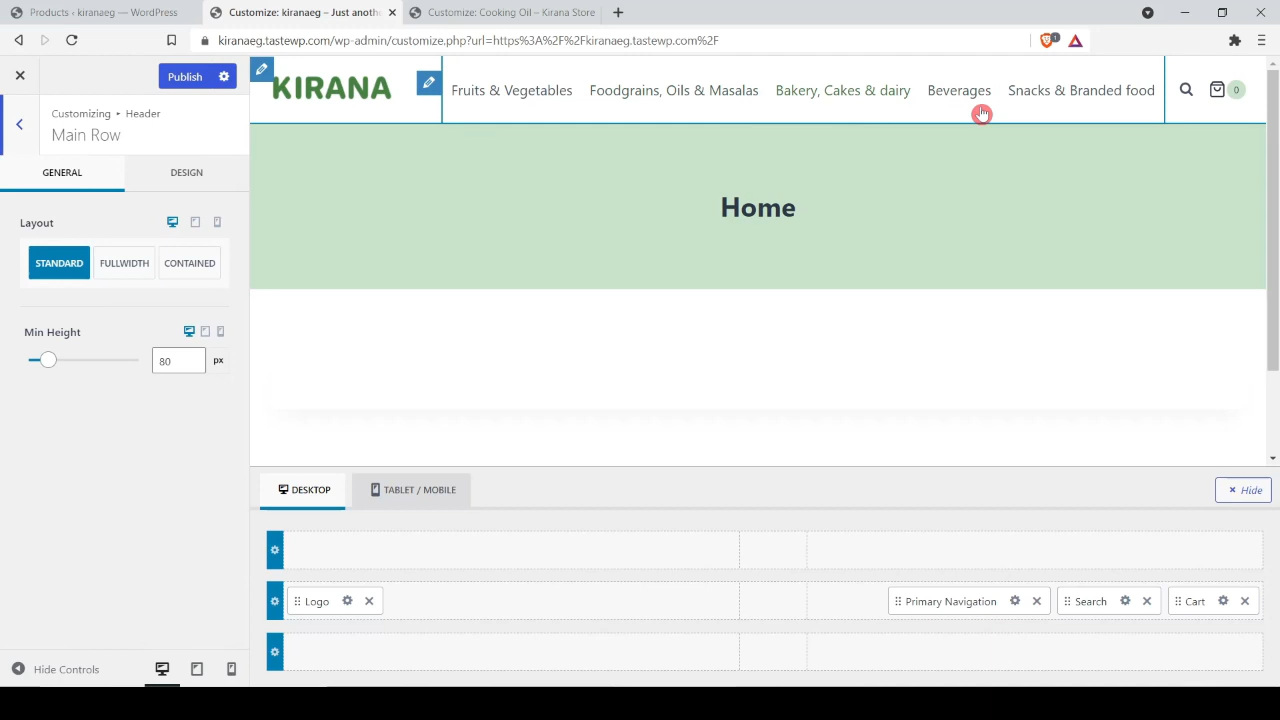 Products ‹ kiranaeg — WordPress
Customize: kiranaeg – Just anoth
Customize: Cooking Oil – Kirana Store
kiranaeg.tastewp.com/wp-admin/customize.php?url=https%3A%2F%2Fkiranaeg.tastewp.com%2F
1
Publish
Customizing ▸ Header
Main Row
GENERAL
DESIGN
Layout
STANDARD
FULLWIDTH
CONTAINED
Min Height
80
px
Hide Controls
KIRANA
Fruits & Vegetables
Foodgrains, Oils & Masalas
Bakery, Cakes & dairy
Beverages
Snacks & Branded food
0
Home
DESKTOP
TABLET / MOBILE
× Hide
Logo
Primary Navigation
Search
Cart